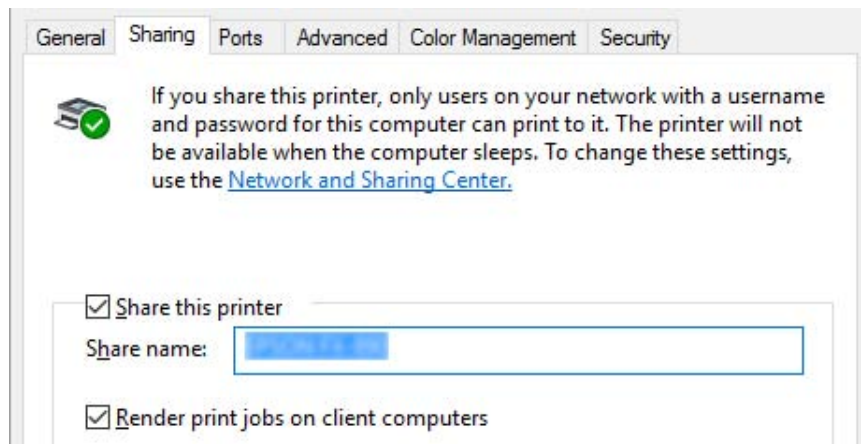 General Sharing Ports Advanced Color Management Security
If you share this printer, only users on your network with a username
and password for this computer can print to it. The printer will not
be available when the computer sleeps. To change these settings,
use the Network and Sharing Center.
Share this printer
Share name:
Render print jobs on client computers